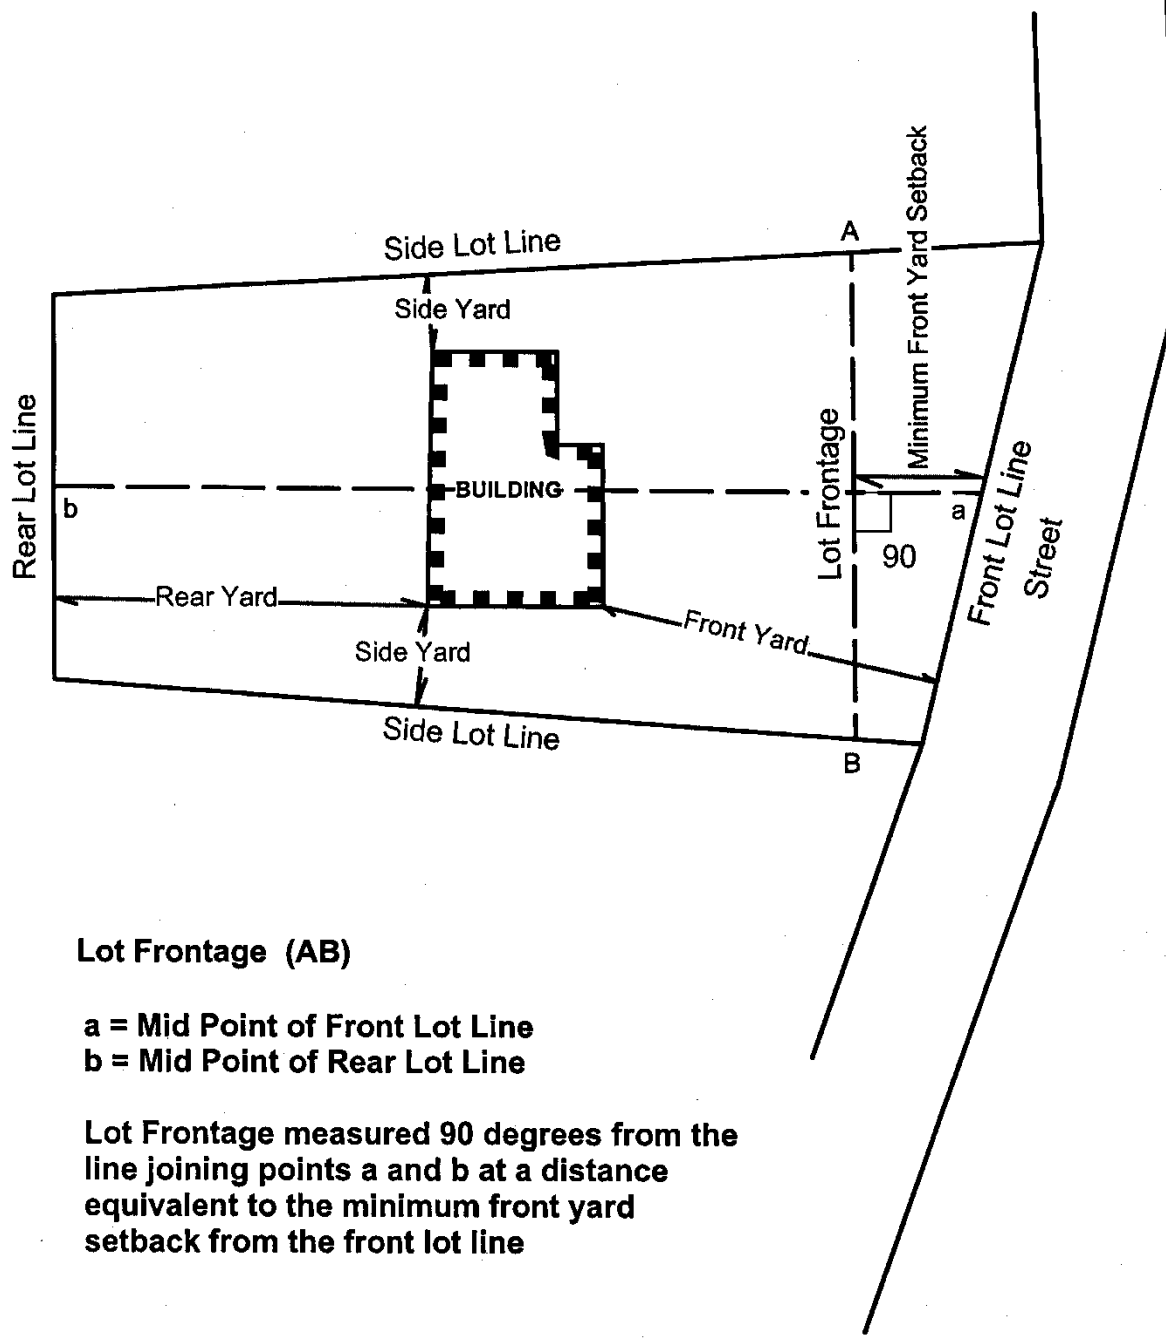 Side Lot Line
A
Minimum Front Yard Setback
Side Yard
Rear Lot Line
b
BUILDING
Lot Frontage
a
90
Front Lot Line
Street
Rear Yard
Front Yard
Side Yard
Side Lot Line
B
Lot Frontage (AB)
a = Mid Point of Front Lot Line
b = Mid Point of Rear Lot Line
Lot Frontage measured 90 degrees from the
line joining points a and b at a distance
equivalent to the minimum front yard
setback from the front lot line